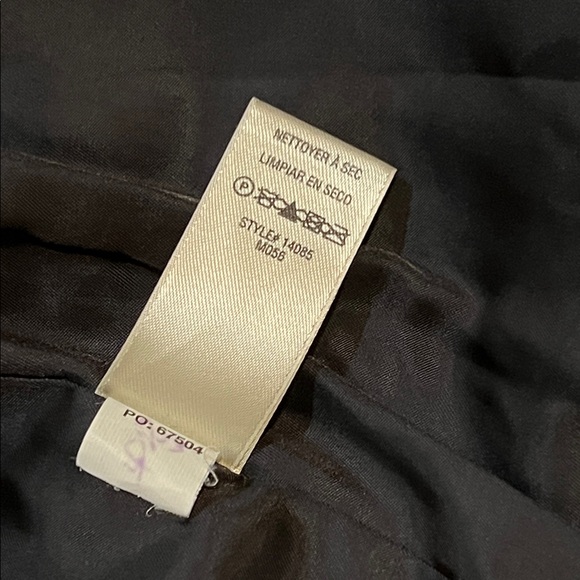 NETTOYER À SEC
LIMPIAR EN SECO
P
STYLE# 14085
M056
PO: 67504